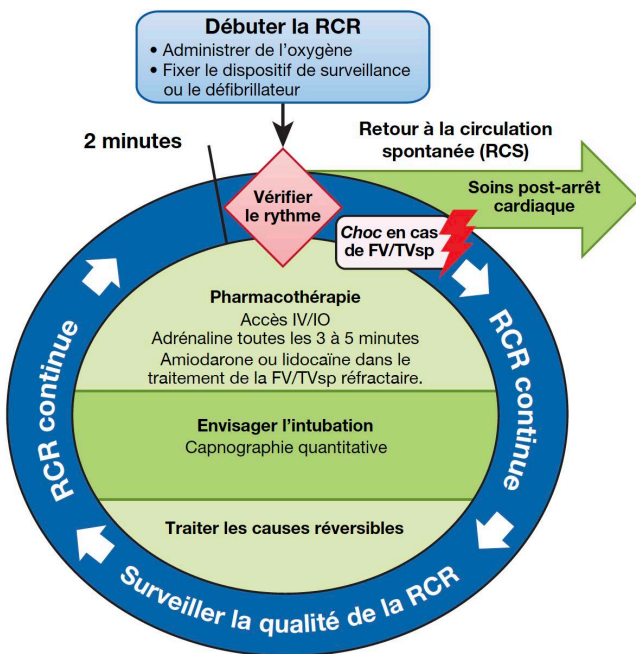 Débuter la RCR
• Administrer de l’oxygène
• Fixer le dispositif de surveillance
ou le défibrillateur
2 minutes
Retour à la circulation
spontanée (RCS)
Vérifier
le rythme
Soins post-arrêt
cardiaque
Choc en cas
de FV/TVsp
Pharmacothérapie
Accès IV/IO
Adrénaline toutes les 3 à 5 minutes
Amiodarone ou lidocaïne dans le
traitement de la FV/TVsp réfractaire.
Envisager l’intubation
Capnographie quantitative
Traiter les causes réversibles
RCR continue
Surveiller la qualité de la RCR
RCR continue